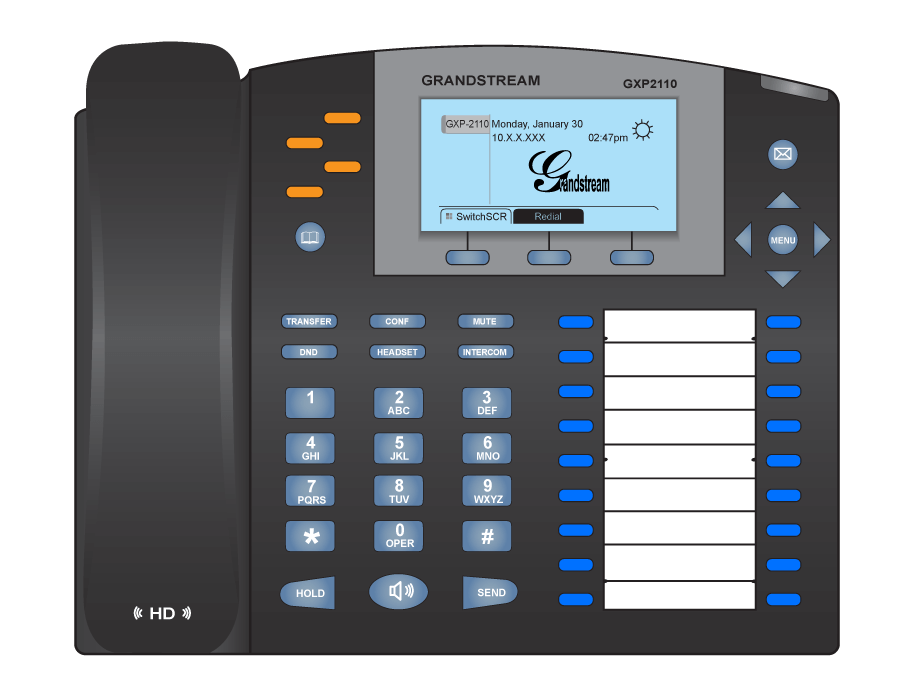 GRANDSTREAM
GXP2110
GXP-2110
Monday, January 30
10.X.X.XXX
02:47pm
Grandstream
SwitchSCR
Redial
MENU
TRANSFER
CONF
MUTE
DND
HEADSET
INTERCOM
1
2
ABC
3
DEF
4
GHI
5
JKL
6
MNO
7
PQRS
8
TUV
9
WXYZ
*
0
OPER
#
HOLD
SEND
HD